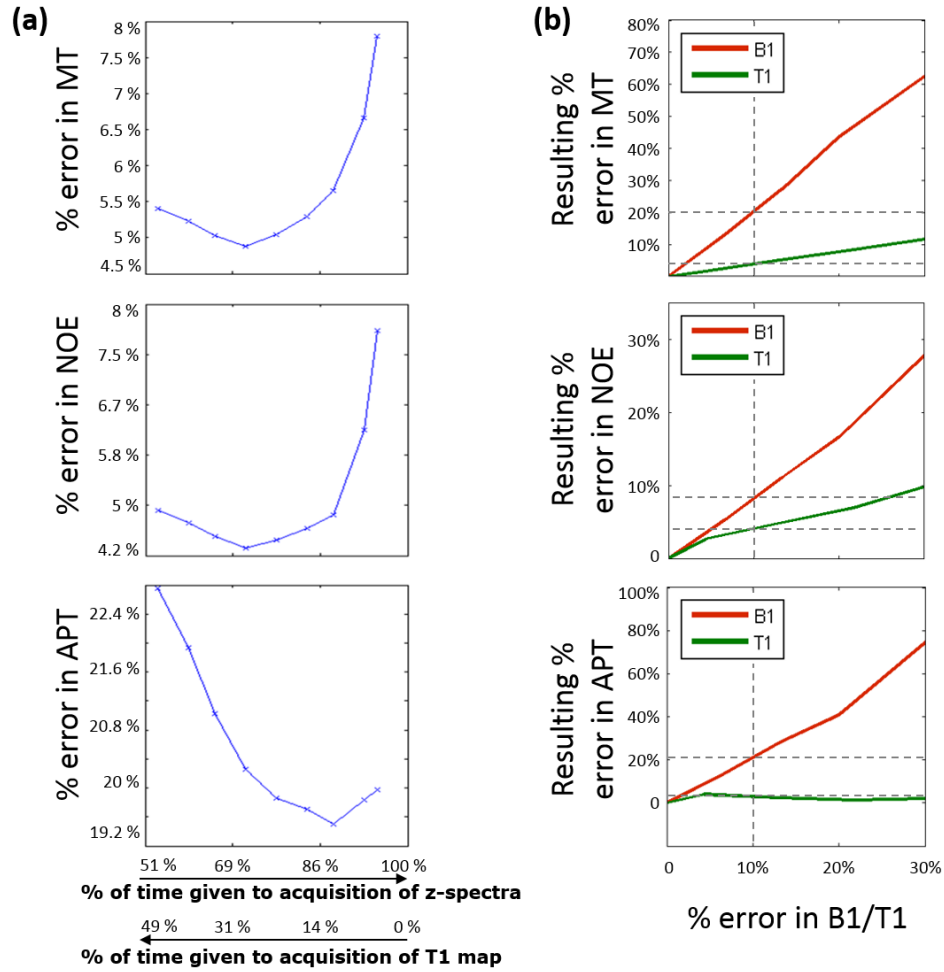 (a)
% error in MT
8 %
7.5 %
7 %
6.5 %
6 %
5.5 %
5 %
4.5 %
% error in NOE
8 %
7.5 %
6.7 %
5.8 %
5 %
4.2 %
% error in APT
22.4 %
21.6 %
20.8 %
20 %
19.2 %
51 % 69 % 86 % 100 %
% of time given to acquisition of z-spectra
49 % 31 % 14 % 0 %
% of time given to acquisition of T1 map
(b)
Resulting %
error in MT
80%
70%
60%
50%
40%
30%
20%
10%
B1
T1
Resulting %
error in NOE
30%
20%
10%
0
B1
T1
Resulting %
error in APT
100%
80%
60%
40%
20%
0
B1
T1
0 10% 20% 30%
% error in B1/T1